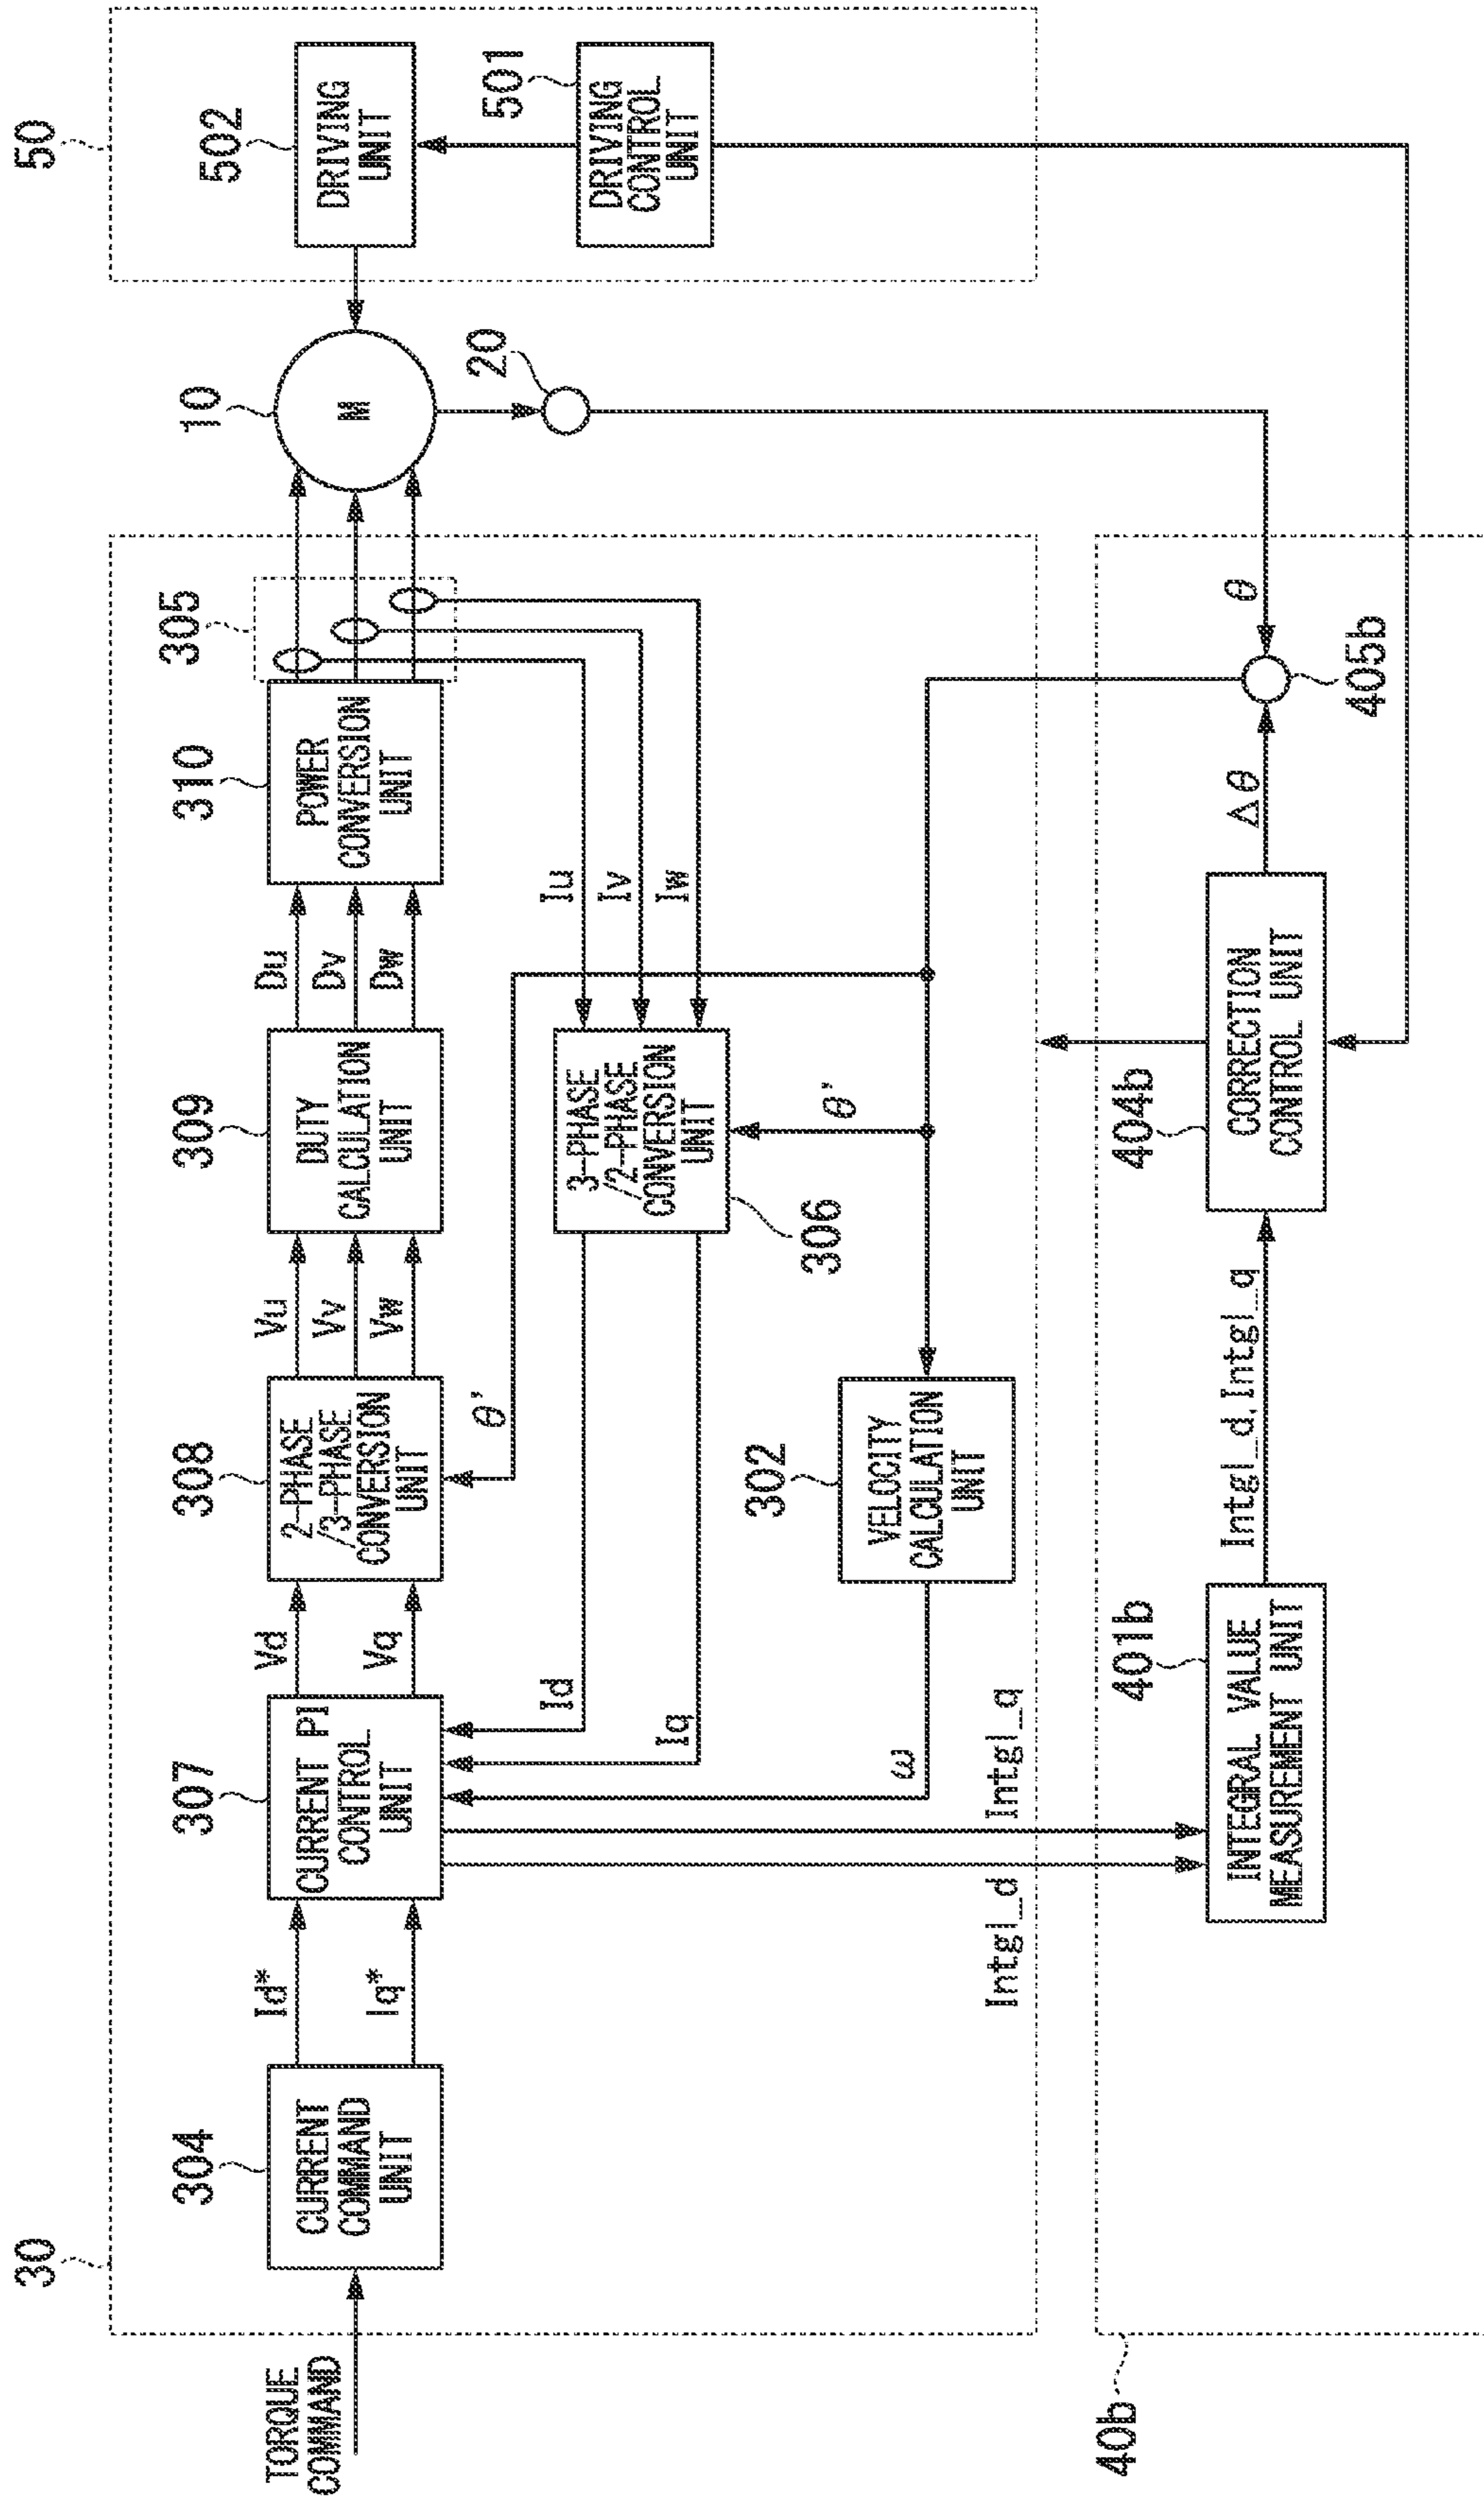 30
50
304
307
308
309
310
305
10
502
501
20
TORQUE
COMMAND
CURRENT
COMMAND
UNIT
Id*
Iq*
CURRENT PI
CONTROL
UNIT
Vd
Vq
2-PHASE
/3-PHASE
CONVERSION
UNIT
Vu
Vv
Vw
DUTY
CALCULATION
UNIT
Du
Dv
Dw
POWER
CONVERSION
UNIT
M
DRIVING
UNIT
DRIVING
CONTROL
UNIT
Id
Iq
θ'
3-PHASE
/2-PHASE
CONVERSION
UNIT
306
Iu
Iv
Iw
θ'
ω
302
VELOCITY
CALCULATION
UNIT
Intgl_d
Intgl_q
40b
401b
INTEGRAL VALUE
MEASUREMENT UNIT
Intgl_d,Intgl_q
404b
CORRECTION
CONTROL UNIT
Δθ
θ
405b